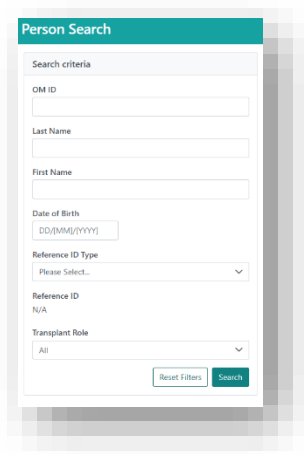 Person Search
Search criteria
OM ID
Last Name
First Name
Date of Birth
DD/[MM]/[YYYY]
Reference ID Type
Please Select...
Reference ID
N/A
Transplant Role
All
Reset Filters Search